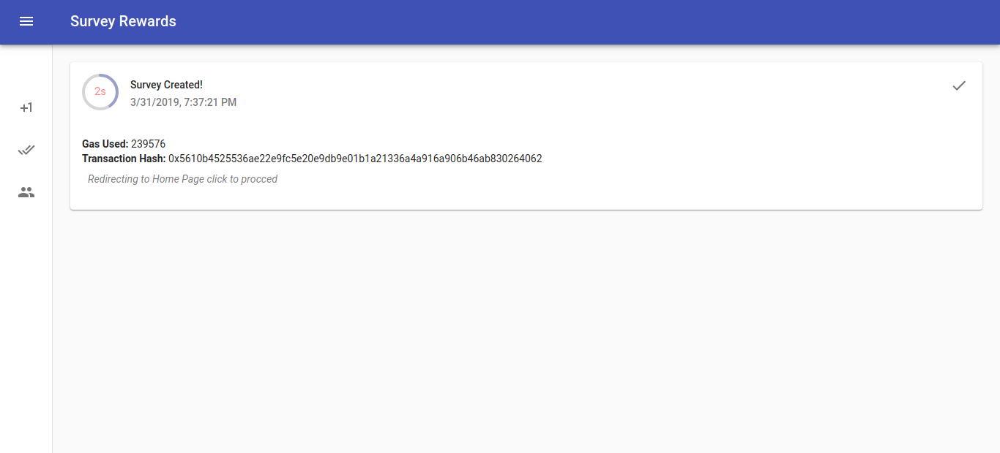 Survey Rewards
2s
Survey Created!
3/31/2019, 7:37:21 PM
+1
Gas Used: 239576
Transaction Hash: 0x5610b4525536ae22e9fc5e20e9db9e01b1a21336a4a916a906b46ab830264062
Redirecting to Home Page click to procced